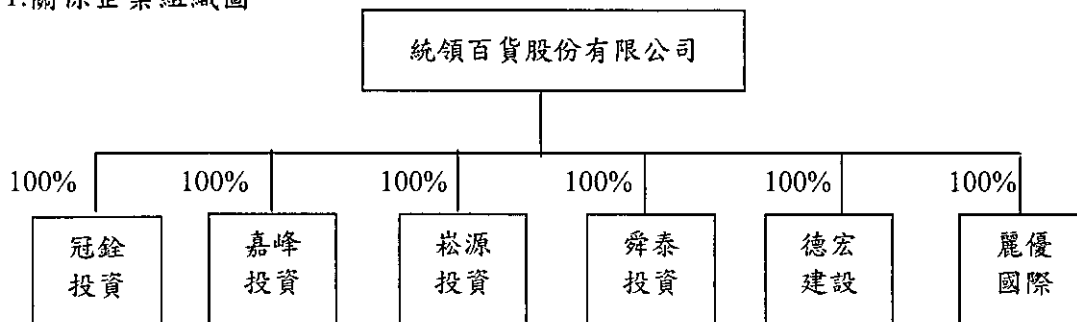 1.關係企業組織圖
統領百貨股份有限公司
100% 100% 100% 100% 100% 100%
冠銓 嘉峰 崧源 舜泰 德宏 麗優
投資 投資 投資 投資 建設 國際